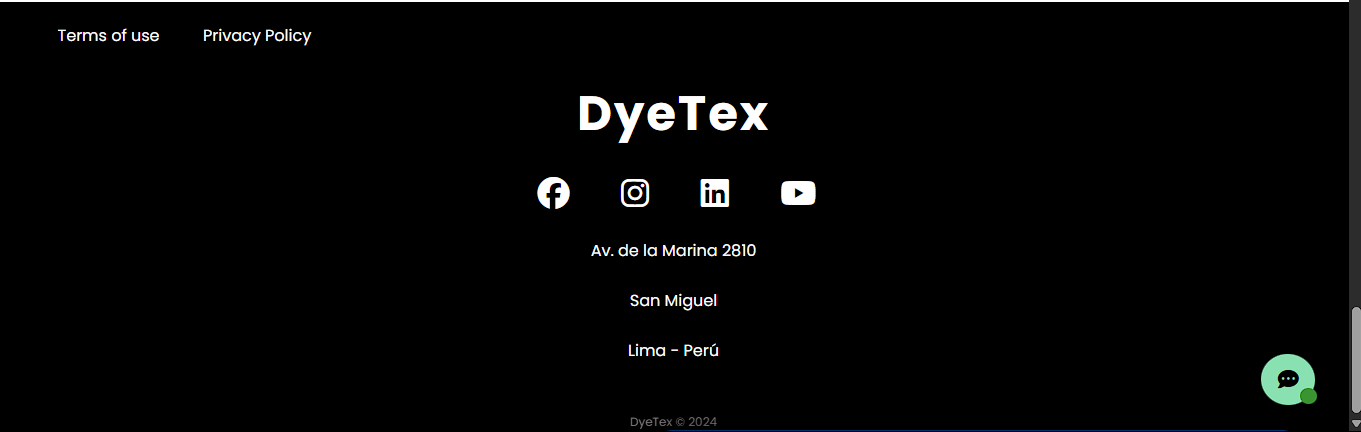 Terms of use Privacy Policy
DyeTex
Av. de la Marina 2810
San Miguel
Lima - Perú
DyeTex © 2024